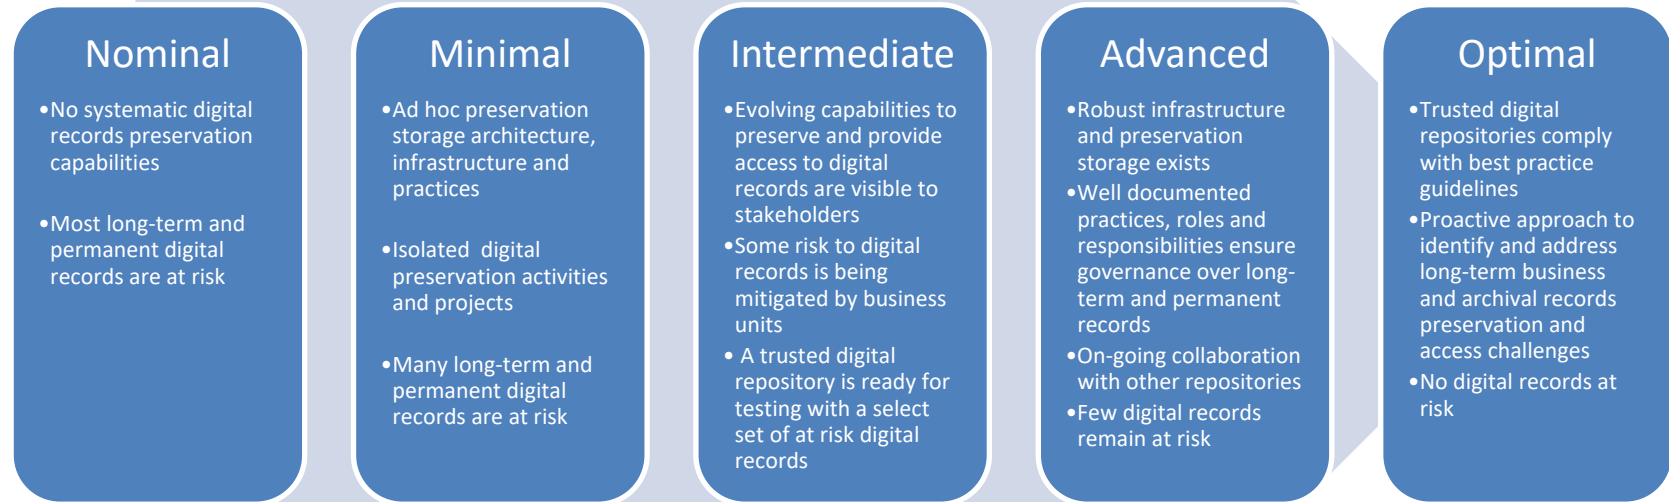 Nominal
•No systematic digital
records preservation
capabilities
•Most long-term and
permanent digital
records are at risk
Minimal
•Ad hoc preservation
storage architecture,
infrastructure and
practices
•Isolated  digital
preservation activities
and projects
•Many long-term and
permanent digital
records are at risk
Intermediate
•Evolving capabilities to
preserve and provide
access to digital
records are visible to
stakeholders
•Some risk to digital
records is being
mitigated by business
units
• A trusted digital
repository is ready for
testing with a select
set of at risk digital
records
Advanced
•Robust infrastructure
and preservation
storage exists
•Well documented
practices, roles and
responsibilities ensure
governance over long-
term and permanent
records
•On-going collaboration
with other repositories
•Few digital records
remain at risk
Optimal
•Trusted digital
repositories comply
with best practice
guidelines
•Proactive approach to
identify and address
long-term business
and archival records
preservation and
access challenges
•No digital records at
risk